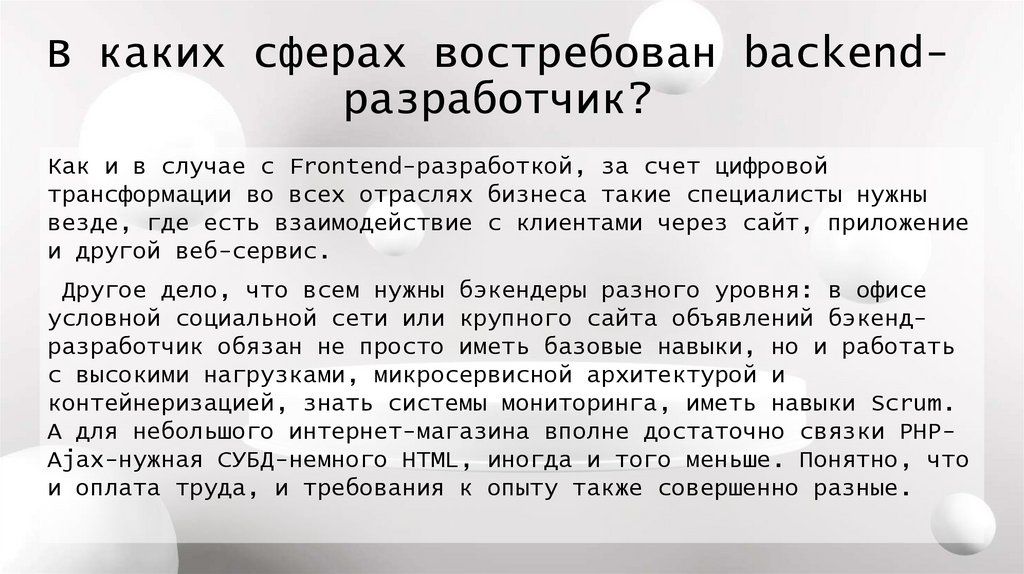 В каких сферах востребован backend-
разработчик?
Как и в случае с Frontend-разработкой, за счет цифровой
трансформации во всех отраслях бизнеса такие специалисты нужны
везде, где есть взаимодействие с клиентами через сайт, приложение
и другой веб-сервис.
Другое дело, что всем нужны бэкендеры разного уровня: в офисе
условной социальной сети или крупного сайта объявлений бэкенд-
разработчик обязан не просто иметь базовые навыки, но и работать
с высокими нагрузками, микросервисной архитектурой и
контейнеризацией, знать системы мониторинга, иметь навыки Scrum.
А для небольшого интернет-магазина вполне достаточно связки PHP-
Ajax-нужная СУБД-немного HTML, иногда и того меньше. Понятно, что
и оплата труда, и требования к опыту также совершенно разные.